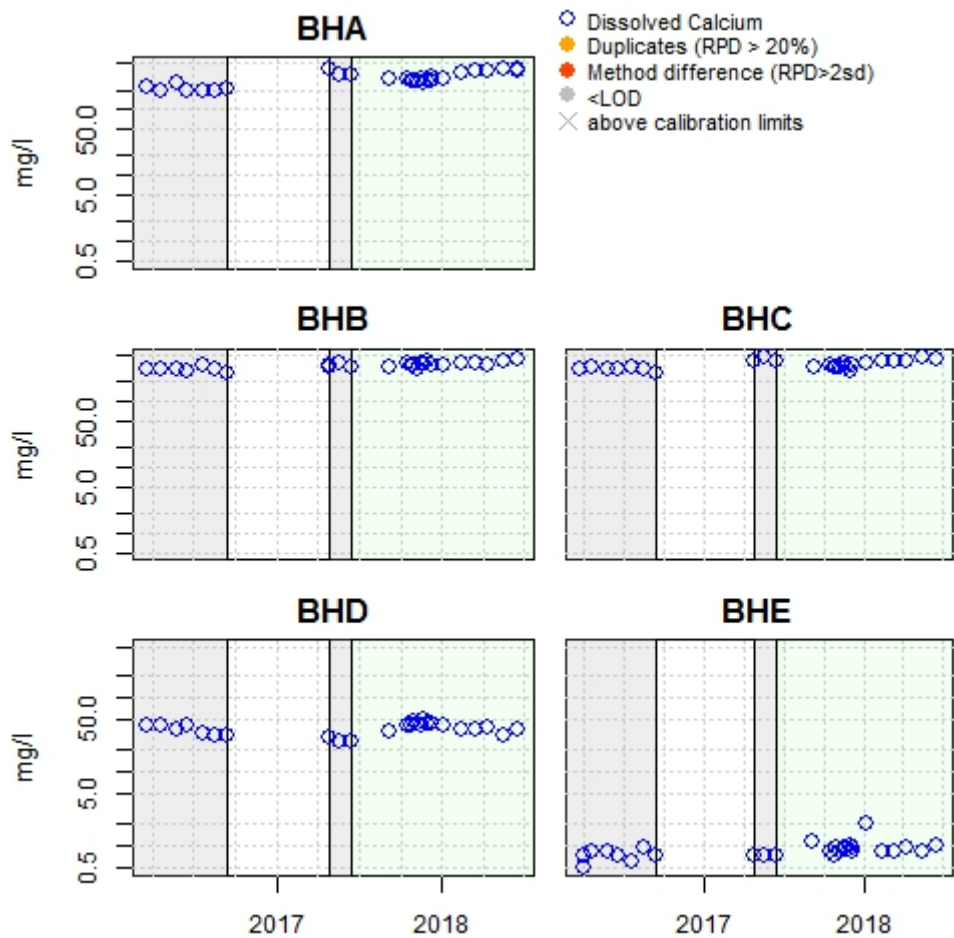 BHA
Dissolved Calcium
Duplicates (RPD > 20%)
Method difference (RPD>2sd)
<LOD
above calibration limits
mg/l
50.0
5.0
0.5
BHB
BHC
mg/l
50.0
5.0
0.5
BHD
BHE
mg/l
50.0
5.0
0.5
2017
2018
2017
2018